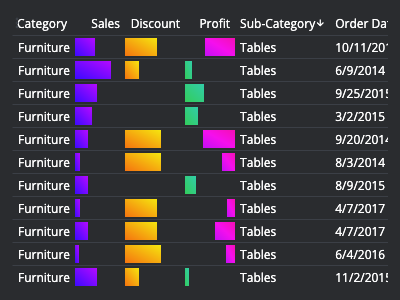 Category Sales Discount Profit Sub-Category↓ Order Da
Furniture Tables 10/11/201
Furniture Tables 6/9/2014
Furniture Tables 9/25/2015
Furniture Tables 3/2/2015
Furniture Tables 9/20/2014
Furniture Tables 8/3/2014
Furniture Tables 8/9/2015
Furniture Tables 4/7/2017
Furniture Tables 4/7/2017
Furniture Tables 6/4/2016
Furniture Tables 11/2/2015